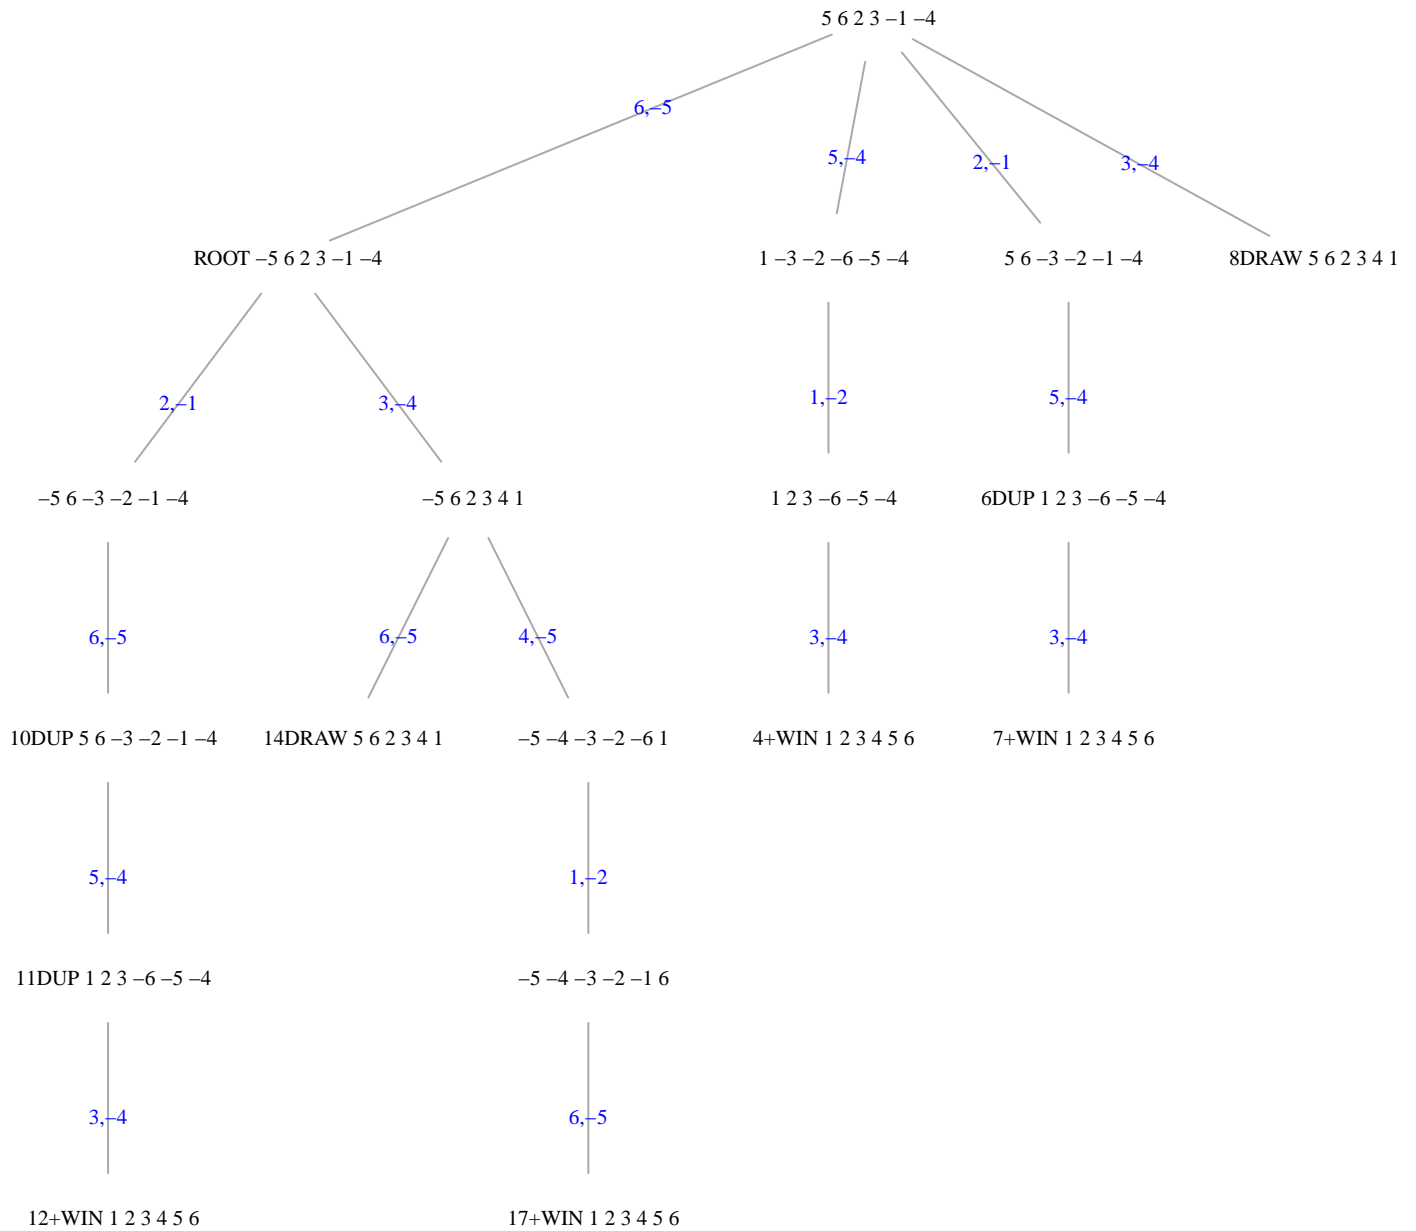 5 6 2 3 –1 –4
6,–5
5,–4
2,–1
3,–4
ROOT –5 6 2 3 –1 –4
1 –3 –2 –6 –5 –4
5 6 –3 –2 –1 –4
8DRAW 5 6 2 3 4 1
2,–1
3,–4
1,–2
5,–4
–5 6 –3 –2 –1 –4
–5 6 2 3 4 1
1 2 3 –6 –5 –4
6DUP 1 2 3 –6 –5 –4
6,–5
6,–5
4,–5
3,–4
3,–4
10DUP 5 6 –3 –2 –1 –4
14DRAW 5 6 2 3 4 1
–5 –4 –3 –2 –6 1
4+WIN 1 2 3 4 5 6
7+WIN 1 2 3 4 5 6
5,–4
1,–2
11DUP 1 2 3 –6 –5 –4
–5 –4 –3 –2 –1 6
3,–4
6,–5
12+WIN 1 2 3 4 5 6
17+WIN 1 2 3 4 5 6